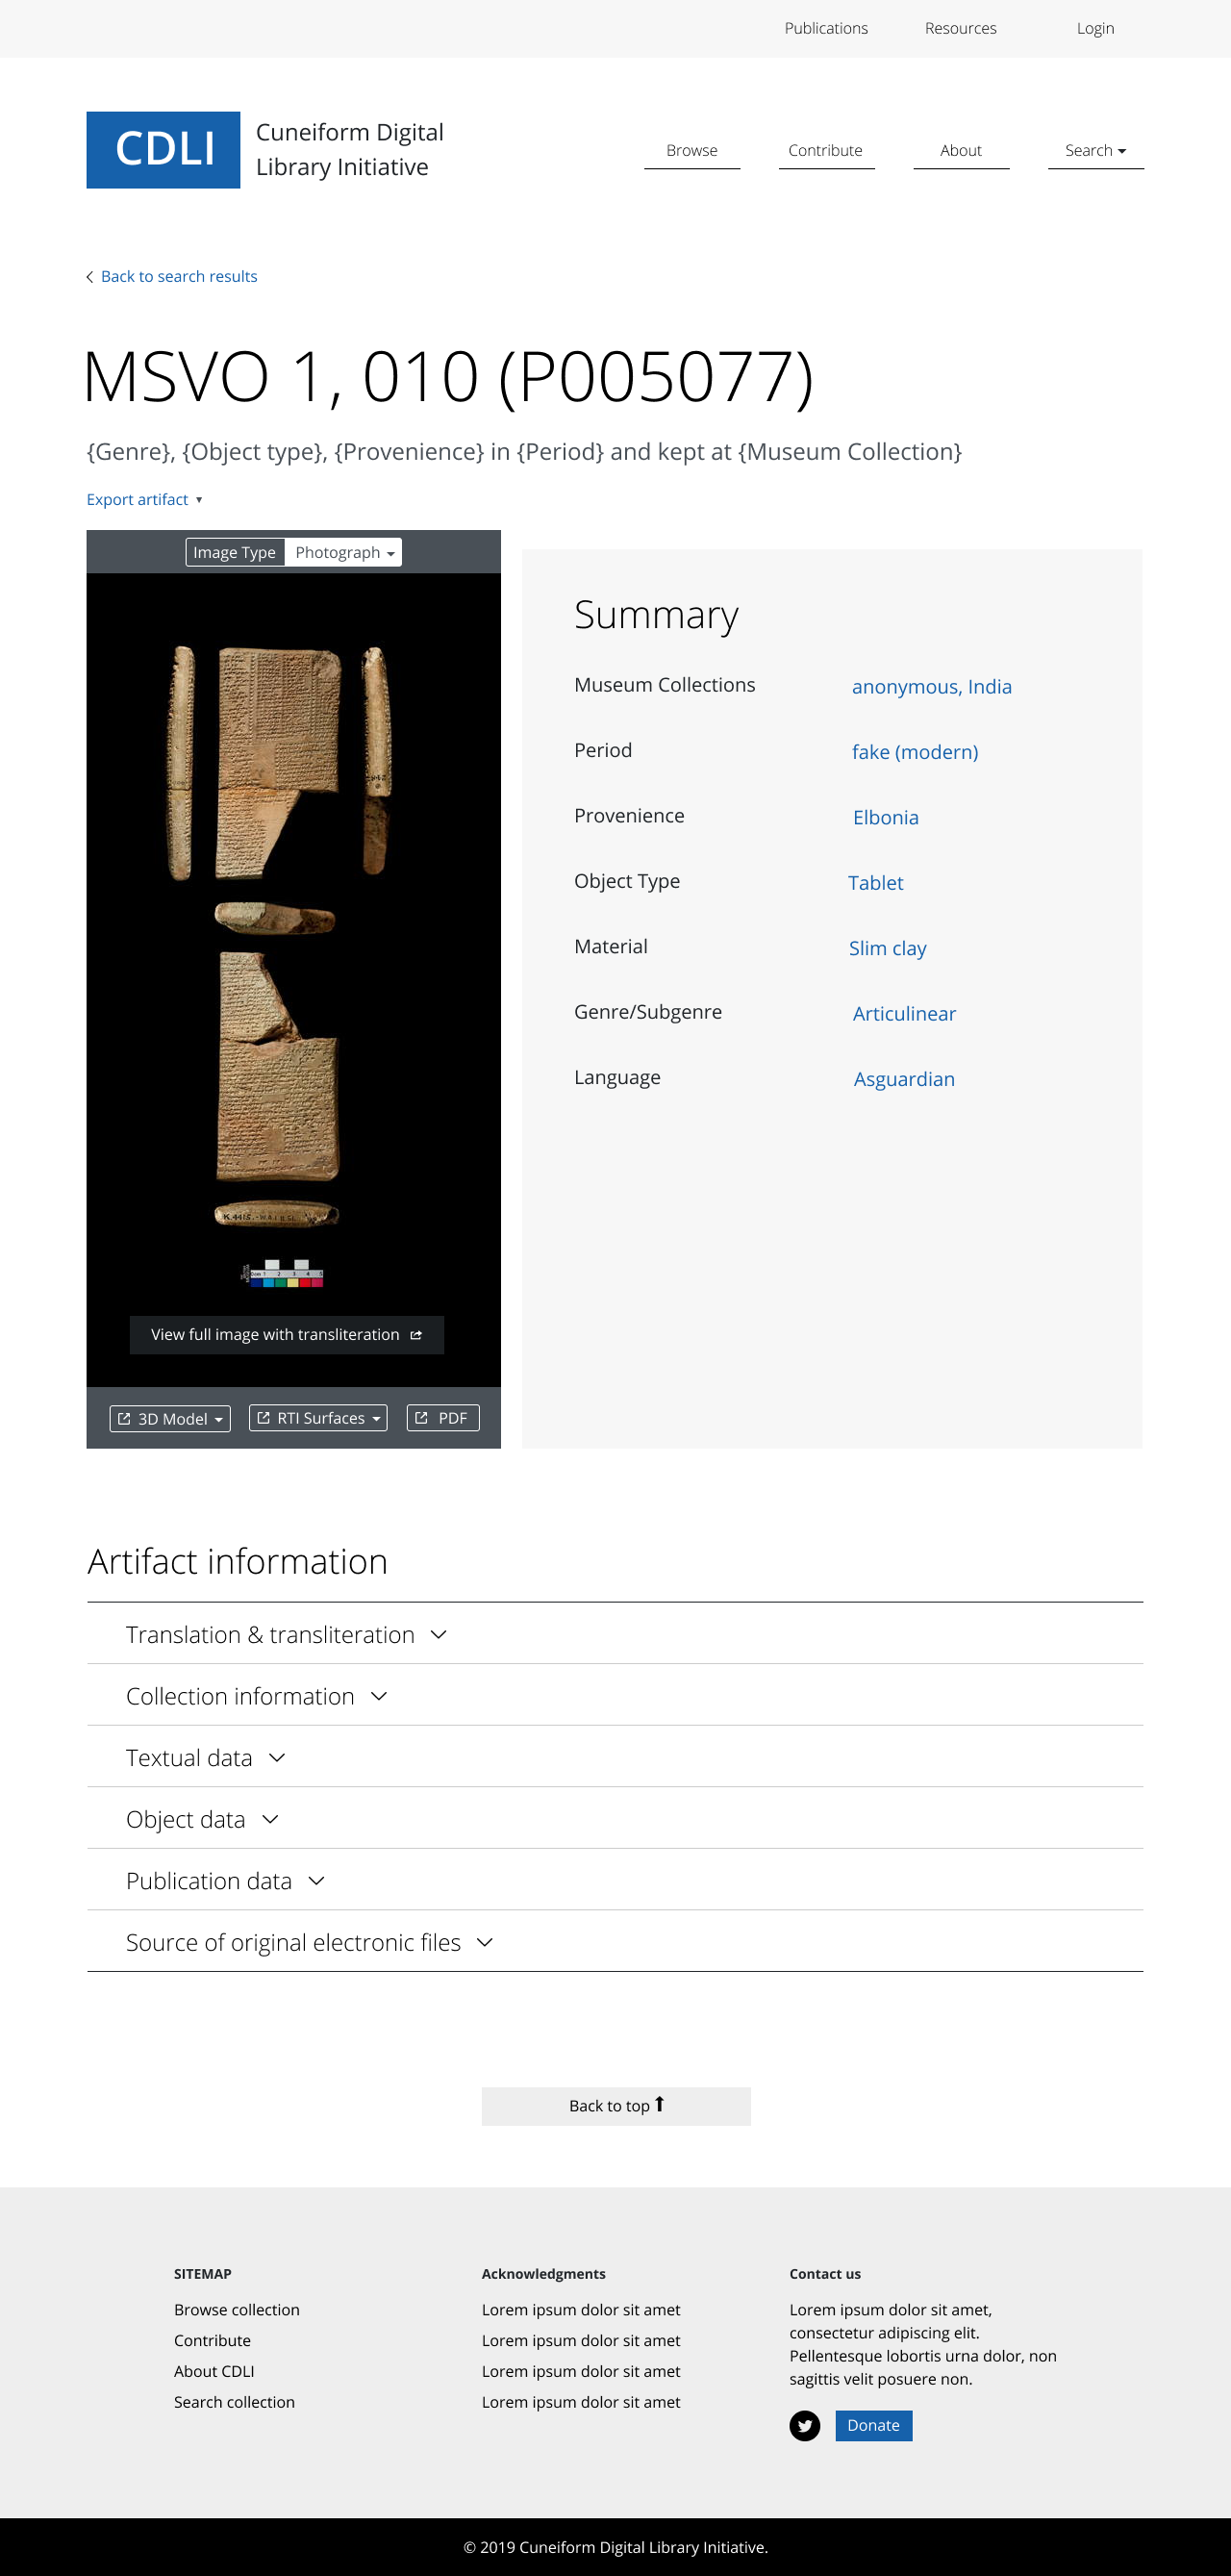 Publications Resources Login
CDLI
Cuneiform Digital
Library Initiative
Browse Contribute About Search
Back to search results
MSVO 1, 010 (P005077)
{Genre}, {Object type}, {Provenience} in {Period} and kept at {Museum Collection}
Export artifact
Image Type Photograph
View full image with transliteration
3D Model RTI Surfaces PDF
Summary
Museum Collections anonymous, India
Period fake (modern)
Provenience Elbonia
Object Type Tablet
Material Slim clay
Genre/Subgenre Articulinear
Language Asguardian
Artifact information
Translation & transliteration
Collection information
Textual data
Object data
Publication data
Source of original electronic files
Back to top
SITEMAP
Browse collection
Contribute
About CDLI
Search collection
Acknowledgments
Lorem ipsum dolor sit amet
Lorem ipsum dolor sit amet
Lorem ipsum dolor sit amet
Lorem ipsum dolor sit amet
Contact us
Lorem ipsum dolor sit amet,
consectetur adipiscing elit.
Pellentesque lobortis urna dolor, non
sagittis velit posuere non.
Donate
© 2019 Cuneiform Digital Library Initiative.